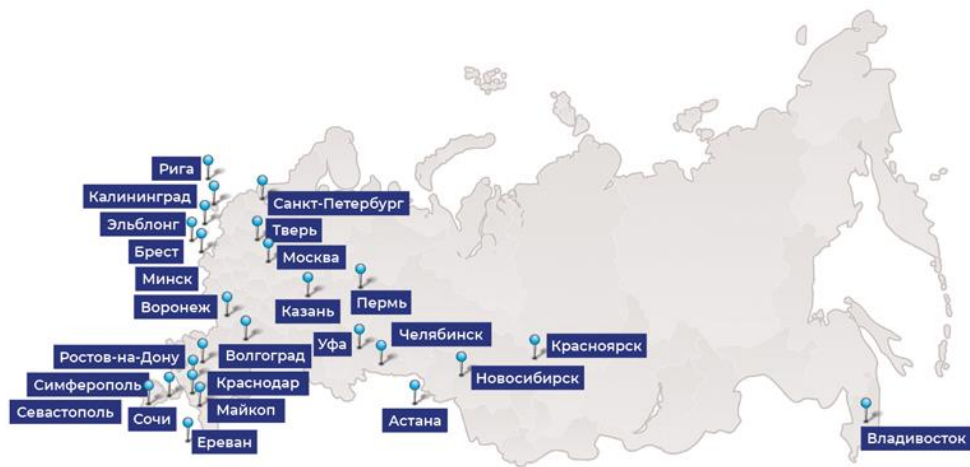 Рига
Калининград
Санкт-Петербург
Эльблонг
Тверь
Брест
Москва
Минск
Воронеж
Казань
Пермь
Ростов-на-Дону
Волгоград
Уфа
Челябинск
Красноярск
Симферополь
Краснодар
Новосибирск
Севастополь
Сочи
Майкоп
Астана
Ереван
Владивосток